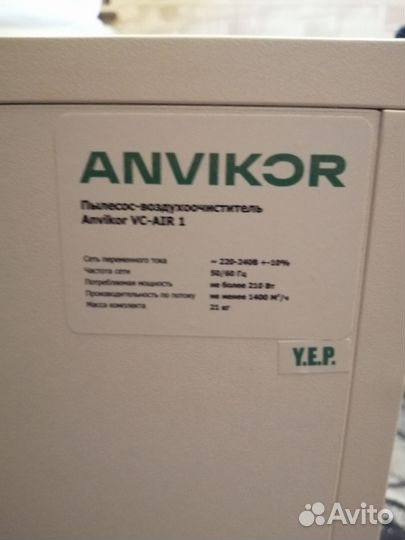 ANVIKOR
Пылесос-воздухоочиститель
Anvikor VC-AIR 1
Сеть переменного тока ~ 220-240В +-10%
Частота сети 50/60 Гц
Потребляемая мощность не более 210 Вт
Производительность по потоку не менее 1400 М³/ч
Масса комплекта 21 кг
Y.E.P.
Avito